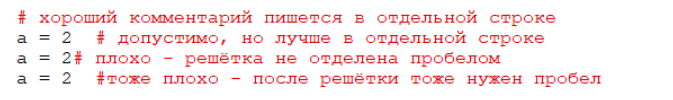 # хороший комментарий пишется в отдельной строке
a = 2  # допустимо, но лучше в отдельной строке
a = 2# плохо – решётка не отделена пробелом
a = 2  #тоже плохо – после решётки тоже нужен пробел